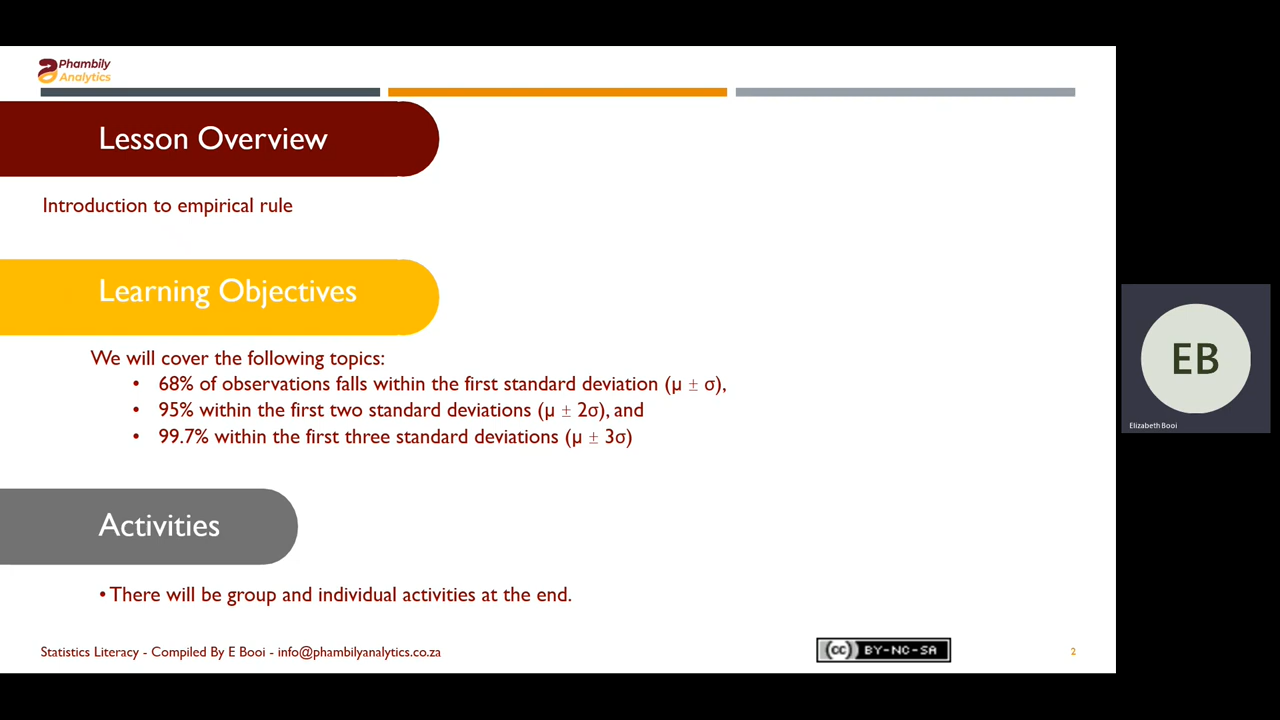 Phambily
Analytics
Lesson Overview
Introduction to empirical rule
Learning Objectives
We will cover the following topics:
• 68% of observations falls within the first standard deviation (μ ± σ),
• 95% within the first two standard deviations (μ ± 2σ), and
• 99.7% within the first three standard deviations (μ ± 3σ)
Activities
• There will be group and individual activities at the end.
Statistics Literacy - Compiled By E Booi - info@phambilyanalytics.co.za
cc BY-NC-SA
2
EB
Elizabeth Booi